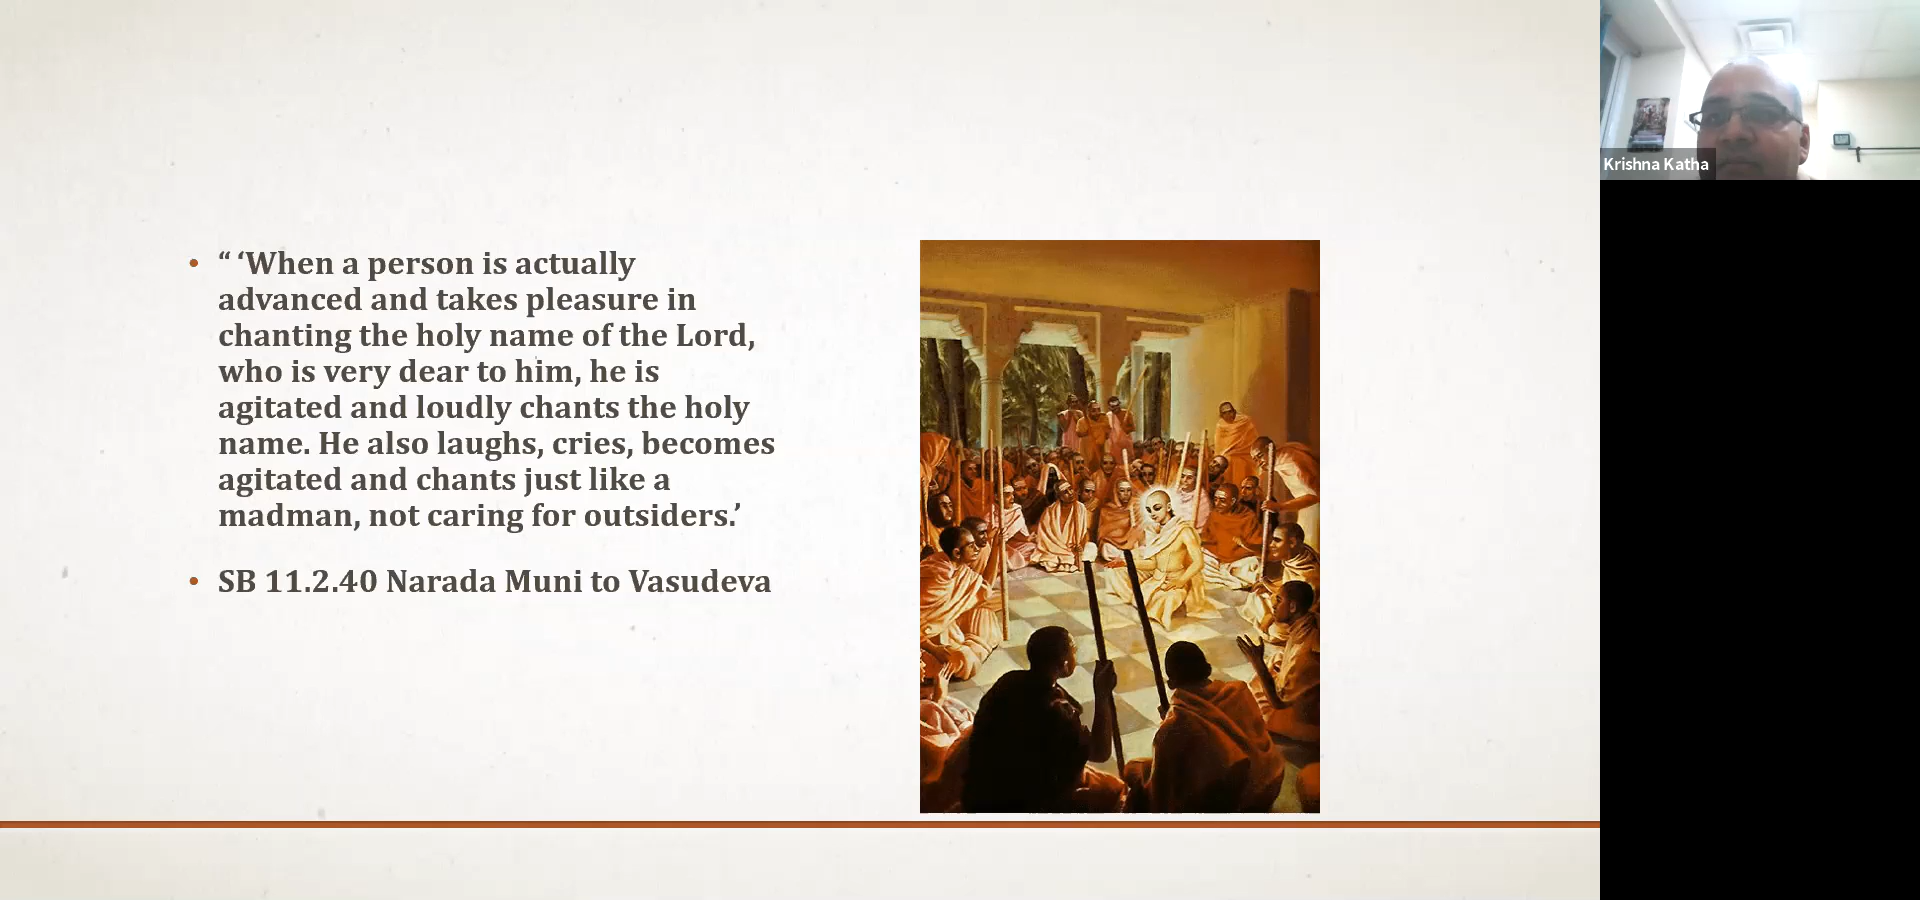 • “ ‘When a person is actually
advanced and takes pleasure in
chanting the holy name of the Lord,
who is very dear to him, he is
agitated and loudly chants the holy
name. He also laughs, cries, becomes
agitated and chants just like a
madman, not caring for outsiders.’
• SB 11.2.40 Narada Muni to Vasudeva
Krishna Katha